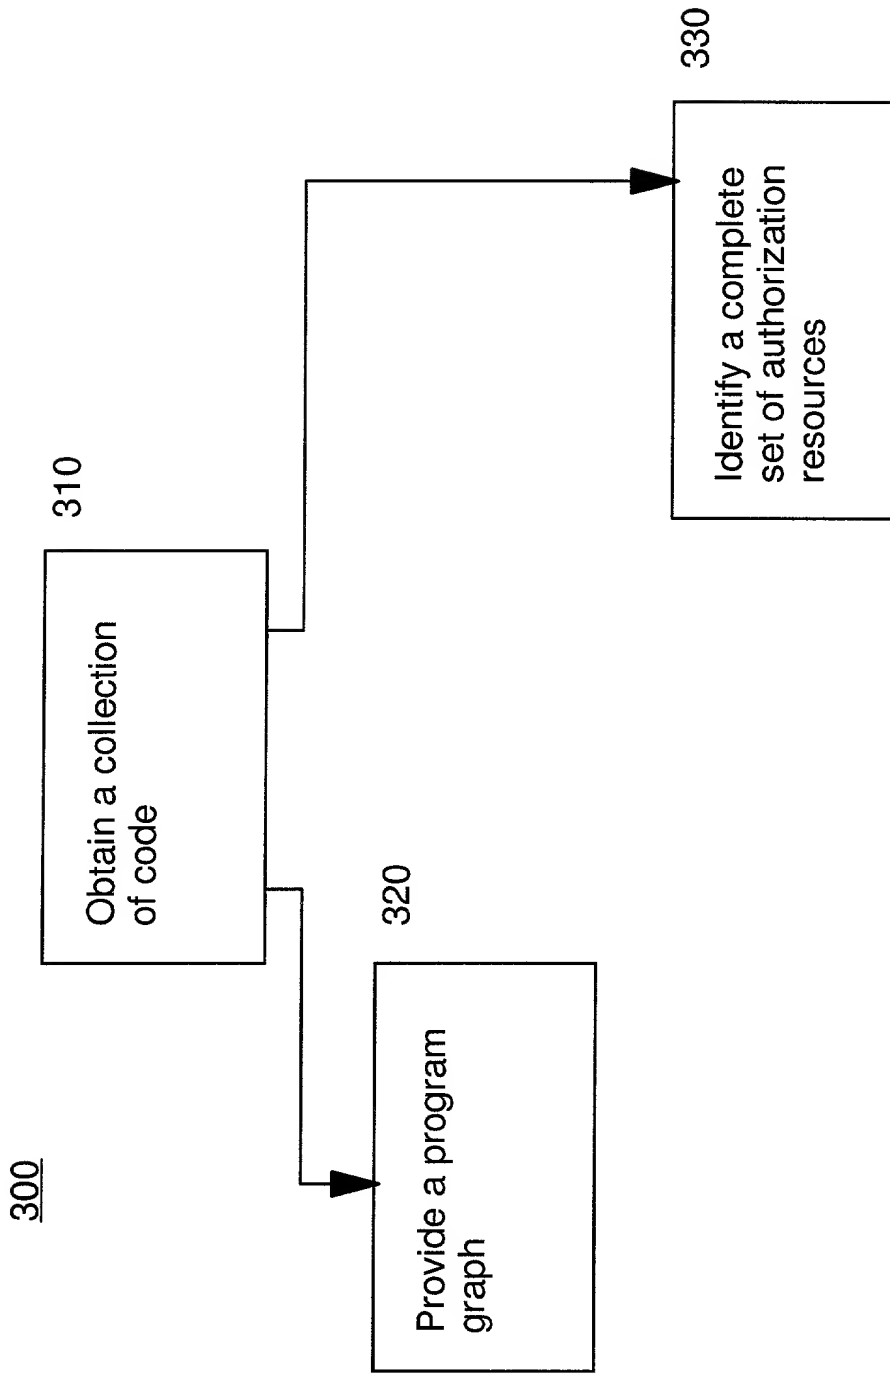 300
310
Obtain a collection
of code
320
Provide a program
graph
330
Identify a complete
set of authorization
resources